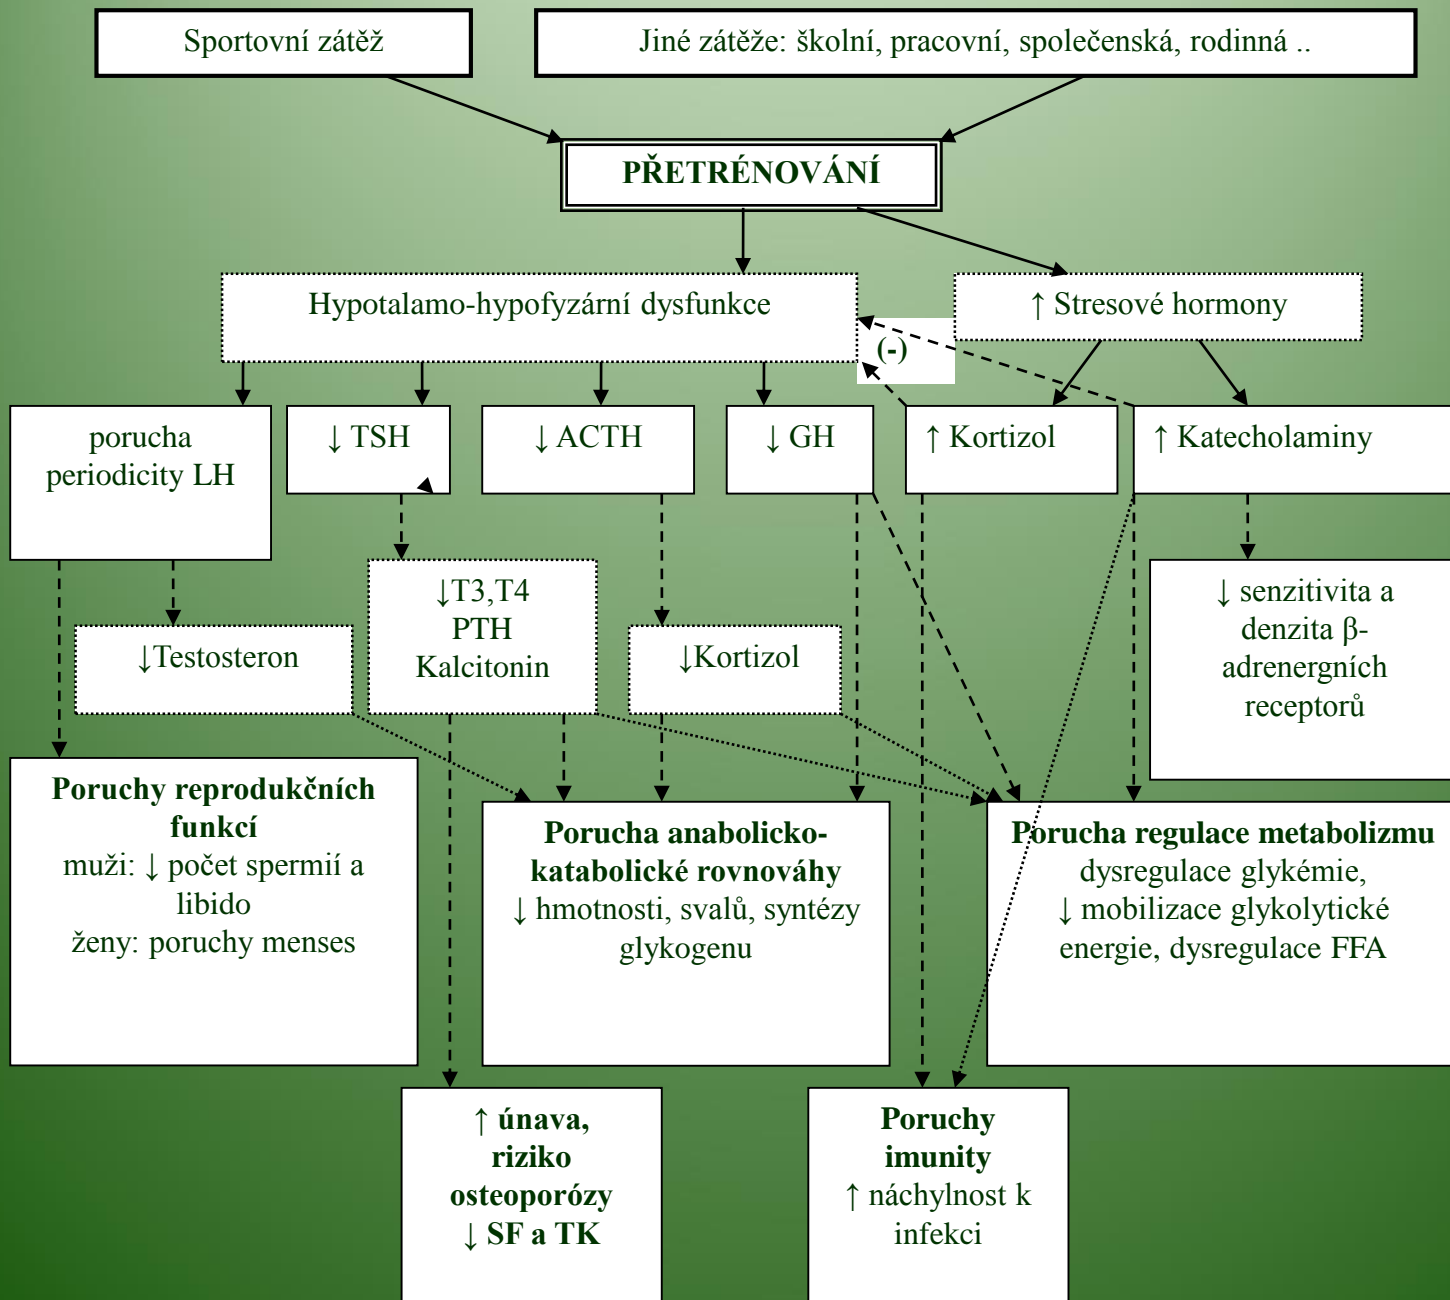 Sportovní zátěž
Jiné zátěže: školní, pracovní, společenská, rodinná ..
PŘETRÉNOVÁNÍ
Hypotalamo-hypofyzární dysfunkce
↑ Stresové hormony
(-)
porucha
periodicity LH
↓ TSH
↓ ACTH
↓ GH
↑ Kortizol
↑ Katecholaminy
↓T3,T4
PTH
Kalcitonin
↓Testosteron
↓Kortizol
↓ senzitivita a
denzita β-
adrenergních
receptorů
Poruchy reprodukčních
funkcí
muži: ↓ počet spermií a
libido
ženy: poruchy menses
Porucha anabolicko-
katabolické rovnováhy
↓ hmotnosti, svalů, syntézy
glykogenu
Porucha regulace metabolizmu
dysregulace glykémie,
↓ mobilizace glykolytické
energie, dysregulace FFA
↑ únava,
riziko
osteoporózy
↓ SF a TK
Poruchy
imunity
↑ náchylnost k
infekci